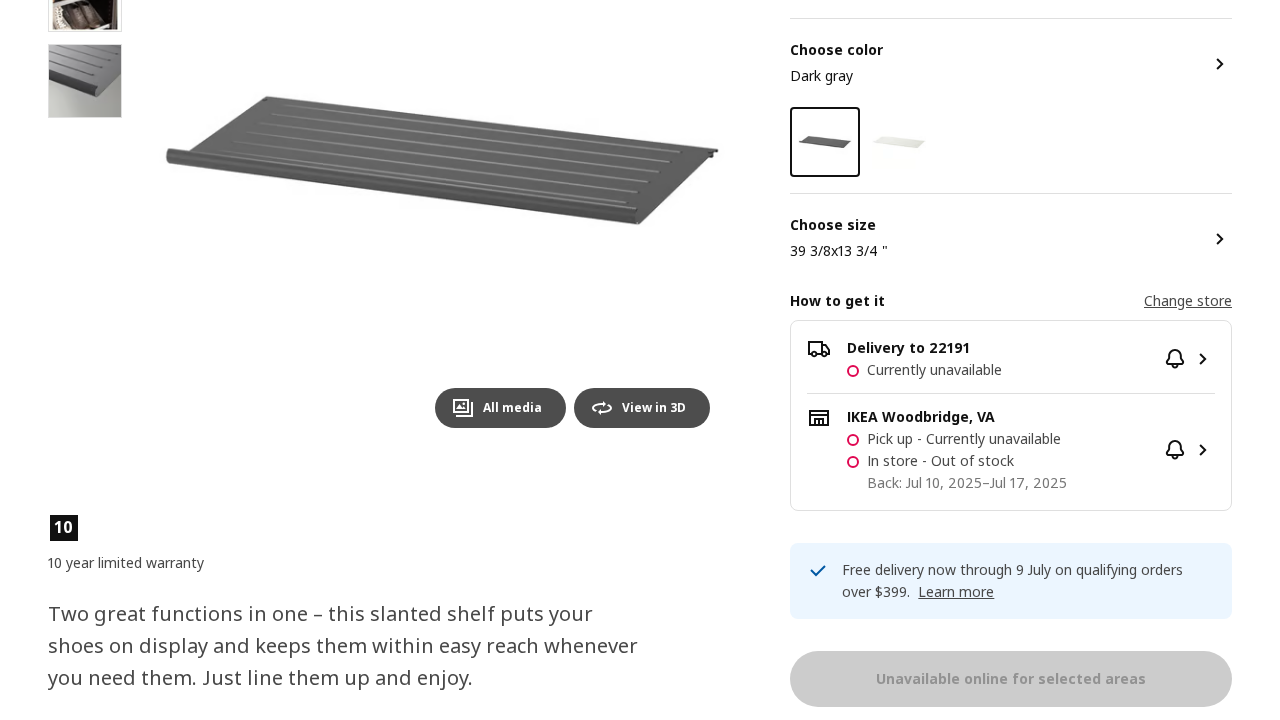 Choose color
Dark gray
Choose size
39 3/8x13 3/4 "
How to get it
Change store
Delivery to 22191
Currently unavailable
IKEA Woodbridge, VA
Pick up - Currently unavailable
In store - Out of stock
Back: Jul 10, 2025–Jul 17, 2025
Free delivery now through 9 July on qualifying orders
over $399. Learn more
Unavailable online for selected areas
All media
View in 3D
10
10 year limited warranty
Two great functions in one – this slanted shelf puts your
shoes on display and keeps them within easy reach whenever
you need them. Just line them up and enjoy.